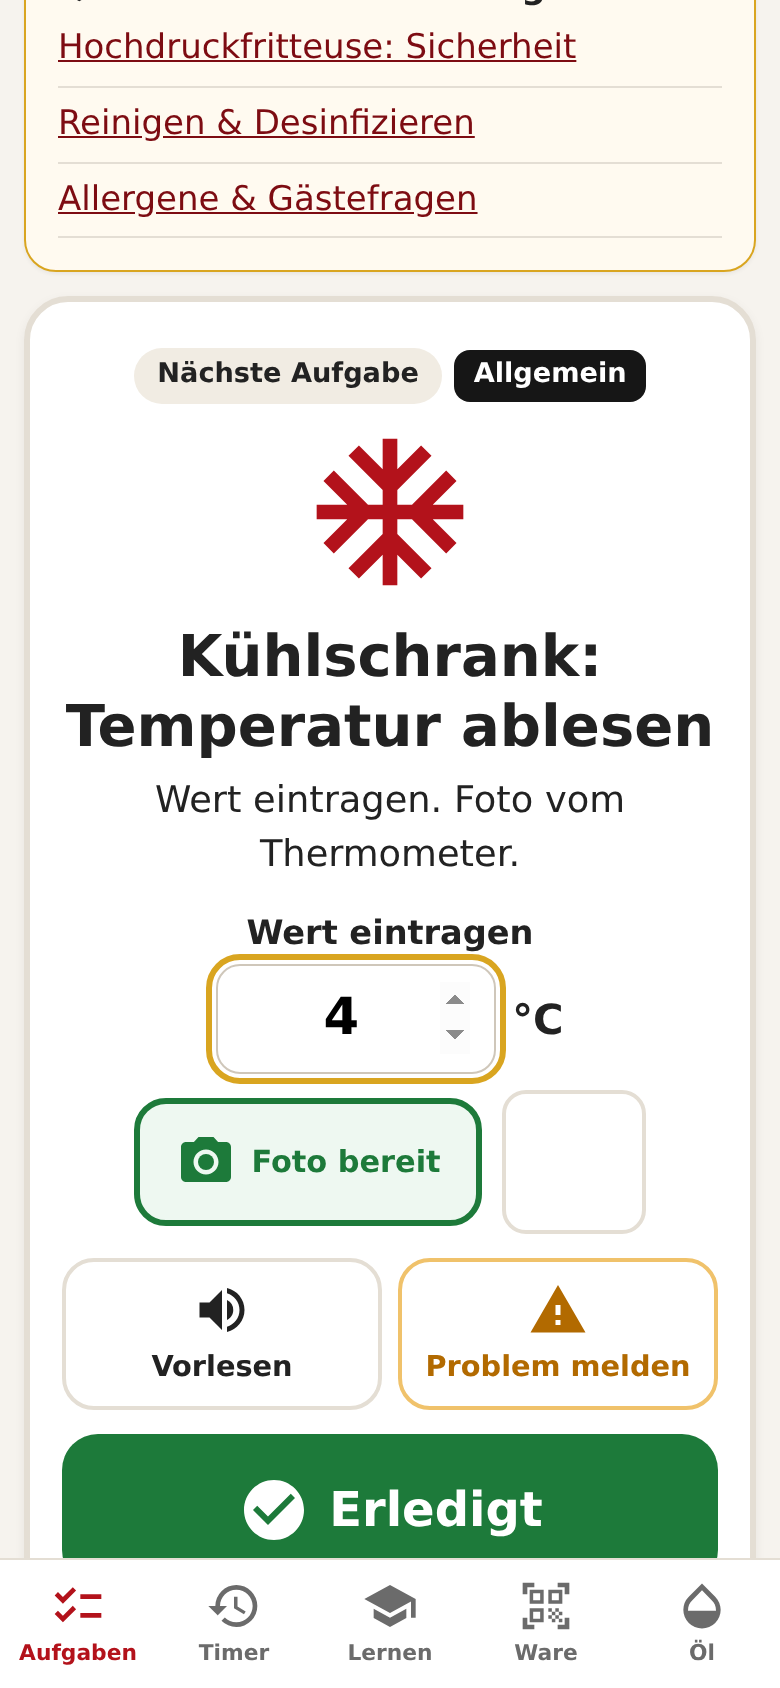 Hochdruckfritteuse: Sicherheit
Reinigen & Desinfizieren
Allergene & Gästefragen
Nächste Aufgabe
Allgemein
Kühlschrank:
Temperatur ablesen
Wert eintragen. Foto vom
Thermometer.
Wert eintragen
4
°C
Foto bereit
Vorlesen
Problem melden
Erledigt
Aufgaben
Timer
Lernen
Ware
Öl